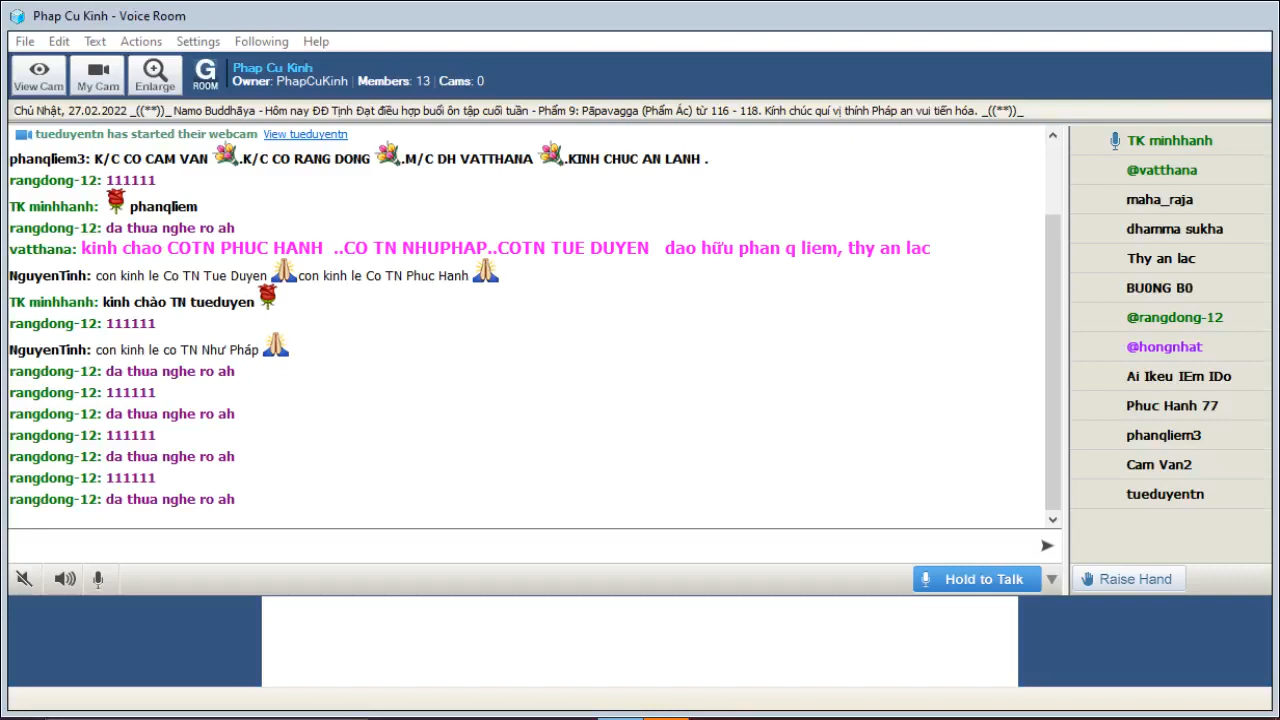 Phap Cu Kinh - Voice Room
File Edit Text Actions Settings Following Help
View Cam My Cam Enlarge G ROOM
Phap Cu Kinh
Owner: PhapCuKinh | Members: 13 | Cams: 0
Chủ Nhật, 27.02.2022 _((**))_ Namo Buddhāya - Hôm nay ĐĐ Tịnh Đạt điều hợp buổi ôn tập cuối tuần - Phẩm 9: Pāpavagga (Phẩm Ác) từ 116 - 118. Kính chúc quí vị thính Pháp an vui tiến hóa. _((**))_
tueduyentn has started their webcam View tueduyentn
phanqliem3: K/C CO CAM VAN .K/C CO RANG DONG .M/C DH VATTHANA .KINH CHUC AN LANH .
rangdong-12: 111111
TK minhhanh: phanqliem
rangdong-12: da thua nghe ro ah
vatthana: kinh chao COTN PHUC HANH ..CO TN NHUPHAP..COTN TUE DUYEN dao hữu phan q liem, thy an lac
NguyenTinh: con kinh le Co TN Tue Duyen con kinh le Co TN Phuc Hanh
TK minhhanh: kinh chào TN tueduyen
rangdong-12: 111111
NguyenTinh: con kinh le co TN Như Pháp
rangdong-12: da thua nghe ro ah
rangdong-12: 111111
rangdong-12: da thua nghe ro ah
rangdong-12: 111111
rangdong-12: da thua nghe ro ah
rangdong-12: 111111
rangdong-12: da thua nghe ro ah
TK minhhanh
@vatthana
maha_raja
dhamma sukha
Thy an lac
BU0NG B0
@rangdong-12
@hongnhat
Ai Ikeu IEm IDo
Phuc Hanh 77
phanqliem3
Cam Van2
tueduyentn
Hold to Talk
Raise Hand